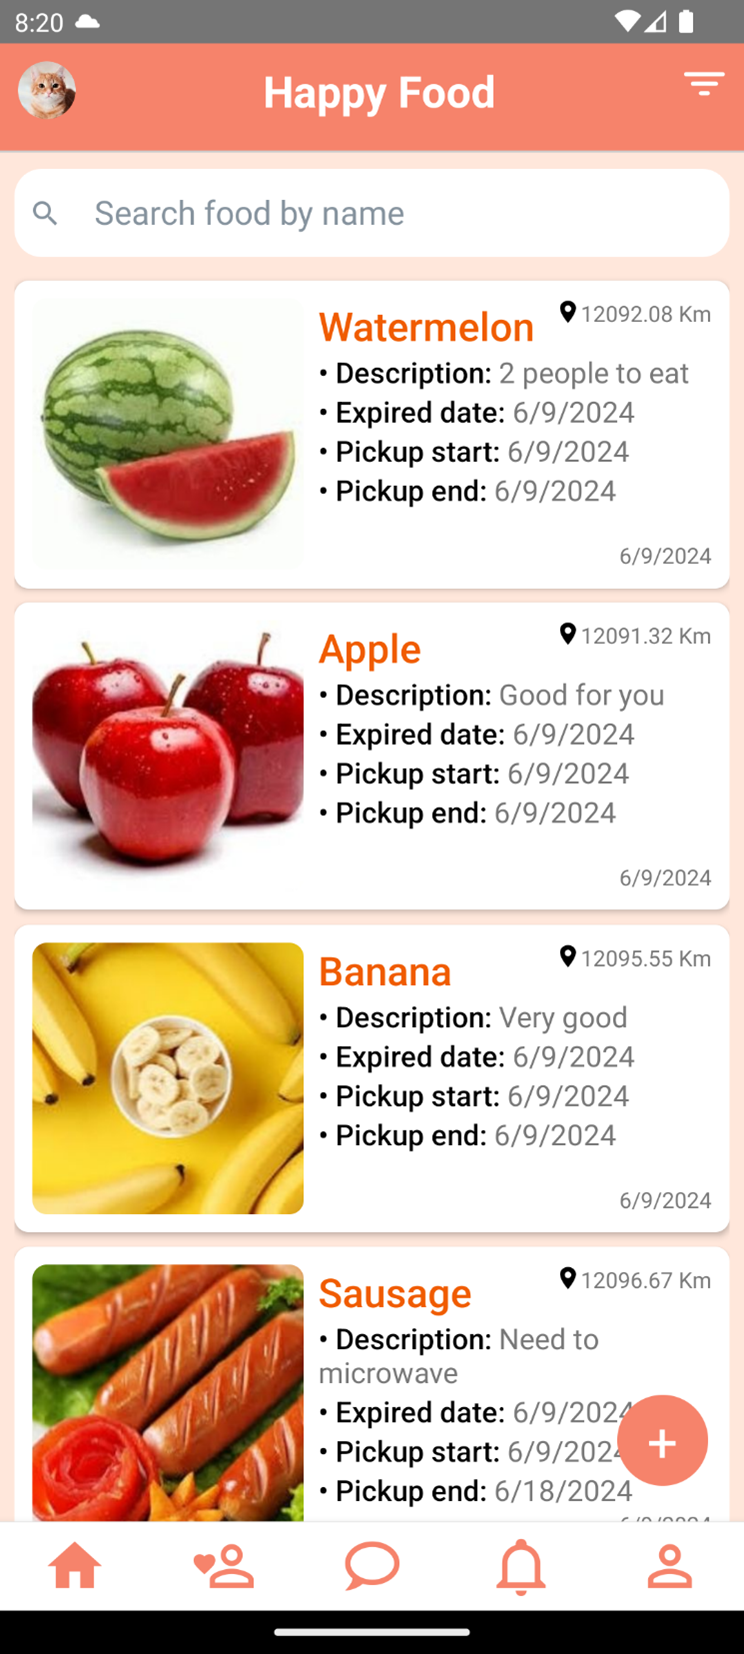 8:20
Happy Food
Search food by name
Watermelon
12092.08 Km
• Description: 2 people to eat
• Expired date: 6/9/2024
• Pickup start: 6/9/2024
• Pickup end: 6/9/2024
6/9/2024
Apple
12091.32 Km
• Description: Good for you
• Expired date: 6/9/2024
• Pickup start: 6/9/2024
• Pickup end: 6/9/2024
6/9/2024
Banana
12095.55 Km
• Description: Very good
• Expired date: 6/9/2024
• Pickup start: 6/9/2024
• Pickup end: 6/9/2024
6/9/2024
Sausage
12096.67 Km
• Description: Need to
microwave
• Expired date: 6/9/2024
• Pickup start: 6/9/2024
• Pickup end: 6/18/2024